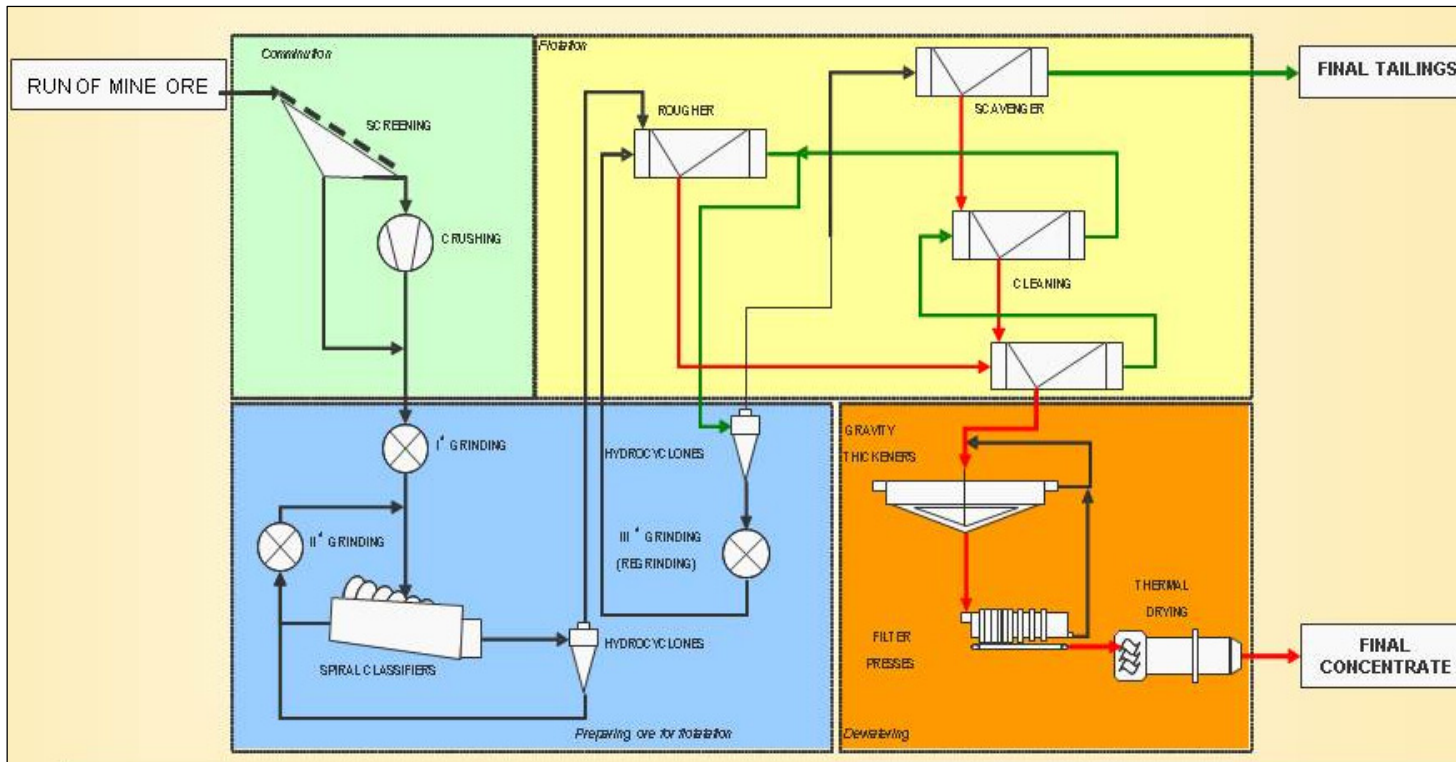 Comminution
Flotation
RUN OF MINE ORE
FINAL TAILINGS
SCREENING
ROUGHER
SCAVENGER
CRUSHING
CLEANING
GRAVITY
THICKENERS
I° GRINDING
HYDROCYCLONES
II° GRINDING
III° GRINDING
(REGRINDING)
THERMAL
DRYING
FILTER
PRESSES
HYDROCYCLONES
SPIRAL CLASSIFIERS
FINAL
CONCENTRATE
Preparing ore for flotatation
Dewatering